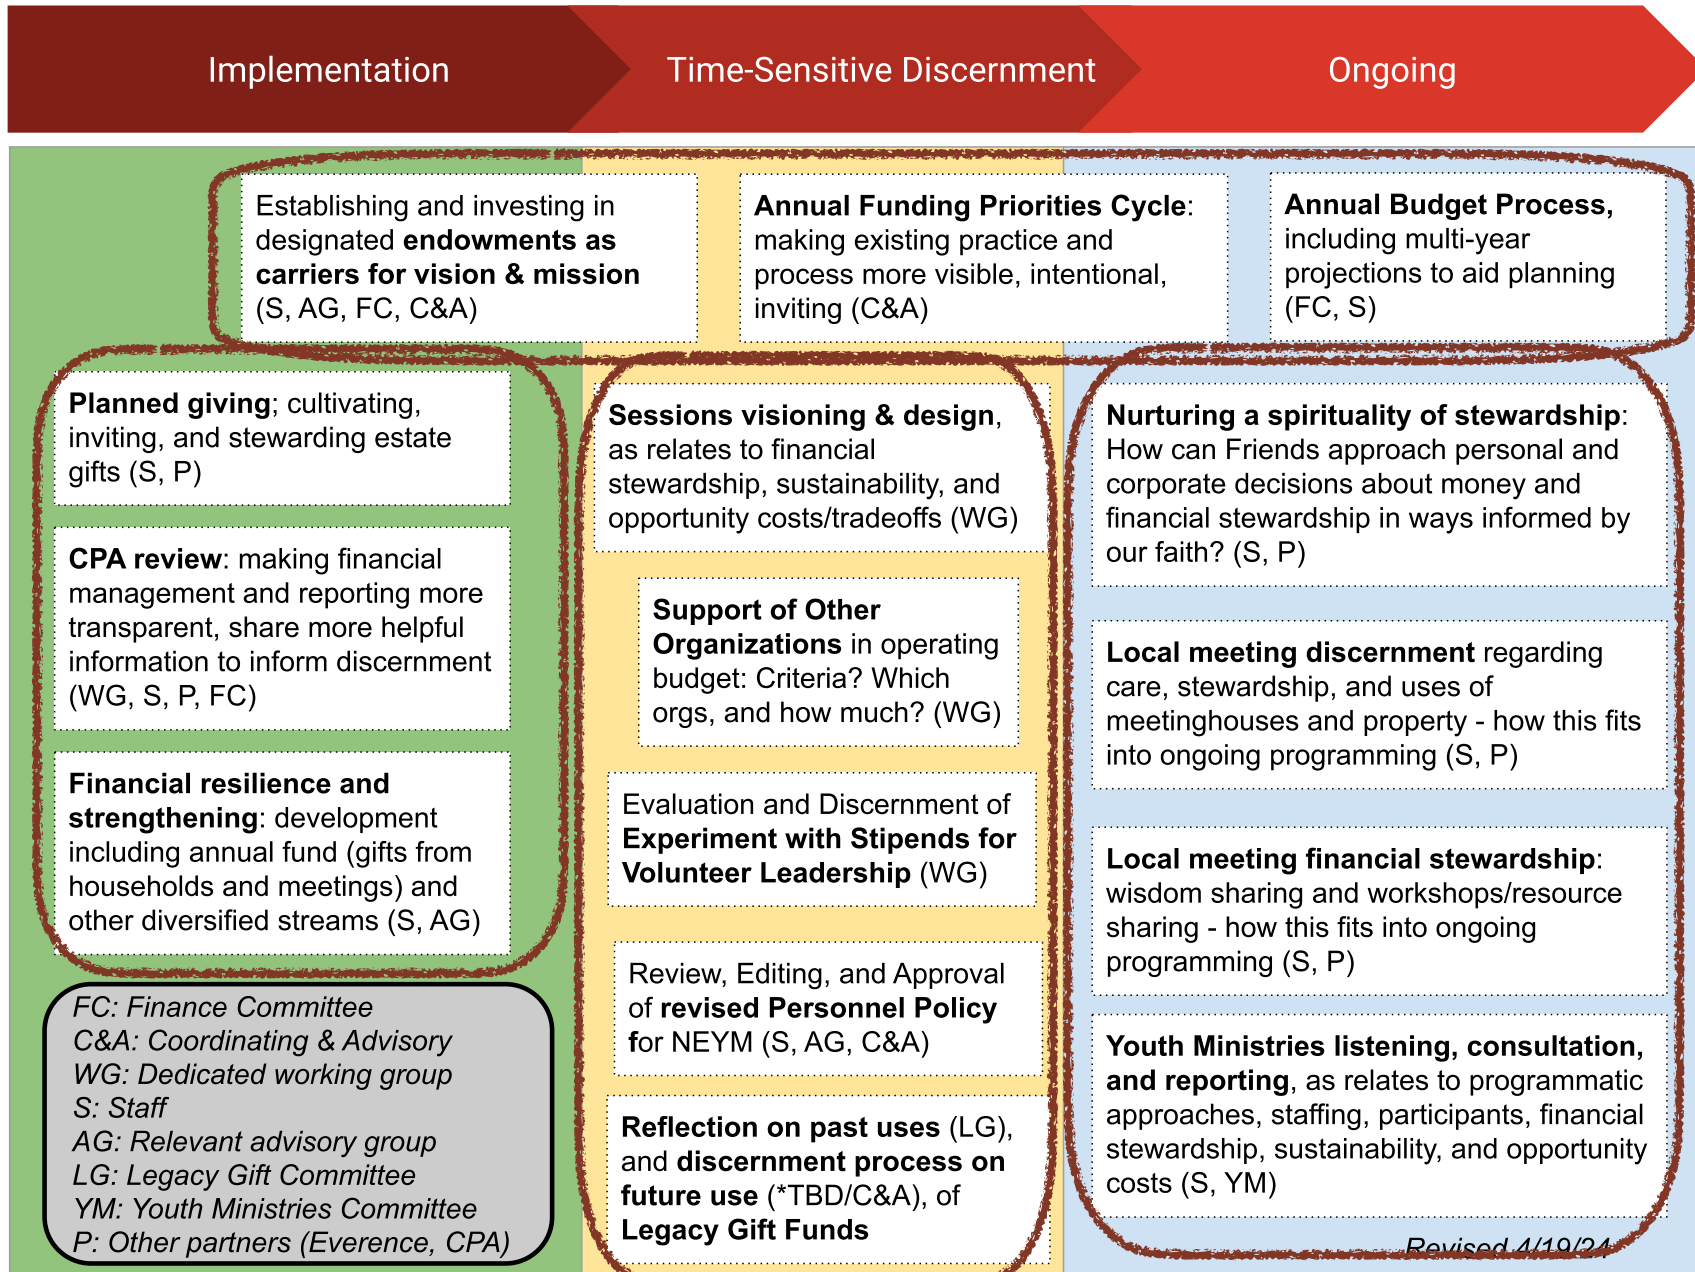 Implementation
Time-Sensitive Discernment
Ongoing
Establishing and investing in
designated endowments as
carriers for vision & mission
(S, AG, FC, C&A)
Annual Funding Priorities Cycle:
making existing practice and
process more visible, intentional,
inviting (C&A)
Annual Budget Process,
including multi-year
projections to aid planning
(FC, S)
Planned giving; cultivating,
inviting, and stewarding estate
gifts (S, P)
CPA review: making financial
management and reporting more
transparent, share more helpful
information to inform discernment
(WG, S, P, FC)
Financial resilience and
strengthening: development
including annual fund (gifts from
households and meetings) and
other diversified streams (S, AG)
FC: Finance Committee
C&A: Coordinating & Advisory
WG: Dedicated working group
S: Staff
AG: Relevant advisory group
LG: Legacy Gift Committee
YM: Youth Ministries Committee
P: Other partners (Everence, CPA)
Sessions visioning & design,
as relates to financial
stewardship, sustainability, and
opportunity costs/tradeoffs (WG)
Support of Other
Organizations in operating
budget: Criteria? Which
orgs, and how much? (WG)
Evaluation and Discernment of
Experiment with Stipends for
Volunteer Leadership (WG)
Review, Editing, and Approval
of revised Personnel Policy
for NEYM (S, AG, C&A)
Reflection on past uses (LG),
and discernment process on
future use (*TBD/C&A), of
Legacy Gift Funds
Nurturing a spirituality of stewardship:
How can Friends approach personal and
corporate decisions about money and
financial stewardship in ways informed by
our faith? (S, P)
Local meeting discernment regarding
care, stewardship, and uses of
meetinghouses and property - how this fits
into ongoing programming (S, P)
Local meeting financial stewardship:
wisdom sharing and workshops/resource
sharing - how this fits into ongoing
programming (S, P)
Youth Ministries listening, consultation,
and reporting, as relates to programmatic
approaches, staffing, participants, financial
stewardship, sustainability, and opportunity
costs (S, YM)
Revised 4/19/24